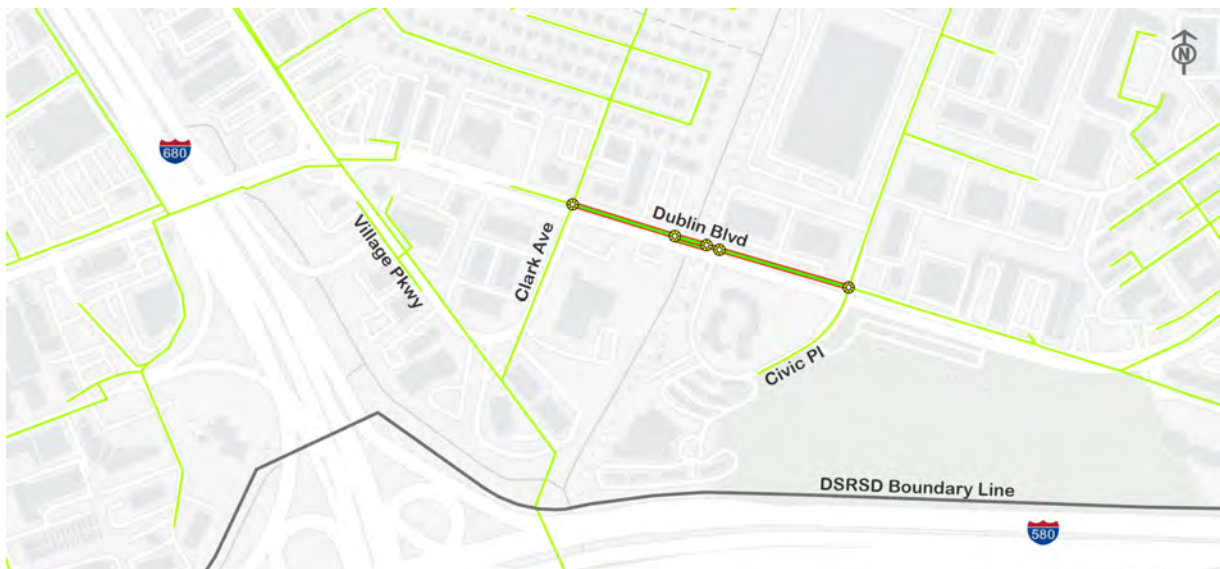 N
680
Dublin Blvd
Village Pkwy
Clark Ave
Civic Pl
DSRSD Boundary Line
580